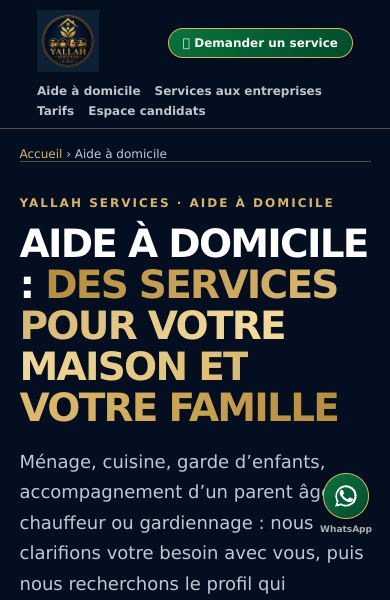 YALLAH
SERVICES
Demander un service
Aide à domicile Services aux entreprises
Tarifs Espace candidats
Accueil › Aide à domicile
YALLAH SERVICES · AIDE À DOMICILE
AIDE À DOMICILE
: DES SERVICES
POUR VOTRE
MAISON ET
VOTRE FAMILLE
Ménage, cuisine, garde d’enfants,
accompagnement d’un parent âg
chauffeur ou gardiennage : nous
WhatsApp
clarifions votre besoin avec vous, puis
nous recherchons le profil qui